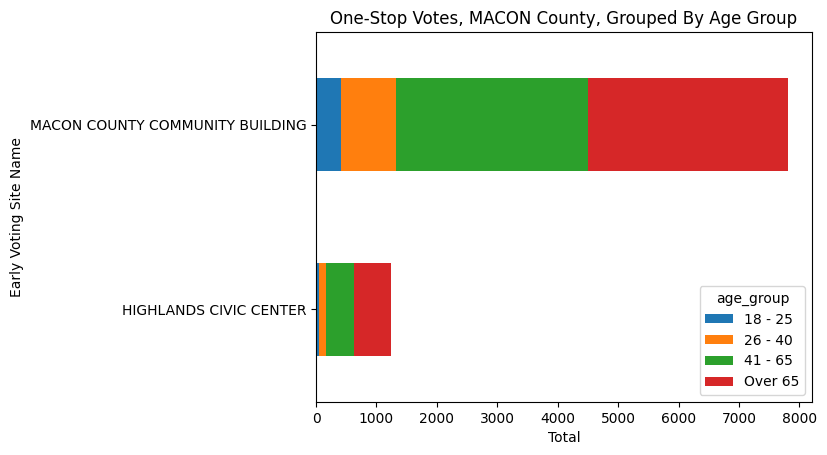 One-Stop Votes, MACON County, Grouped By Age Group
Early Voting Site Name
MACON COUNTY COMMUNITY BUILDING
HIGHLANDS CIVIC CENTER
age_group
18 - 25
26 - 40
41 - 65
Over 65
0 1000 2000 3000 4000 5000 6000 7000 8000
Total